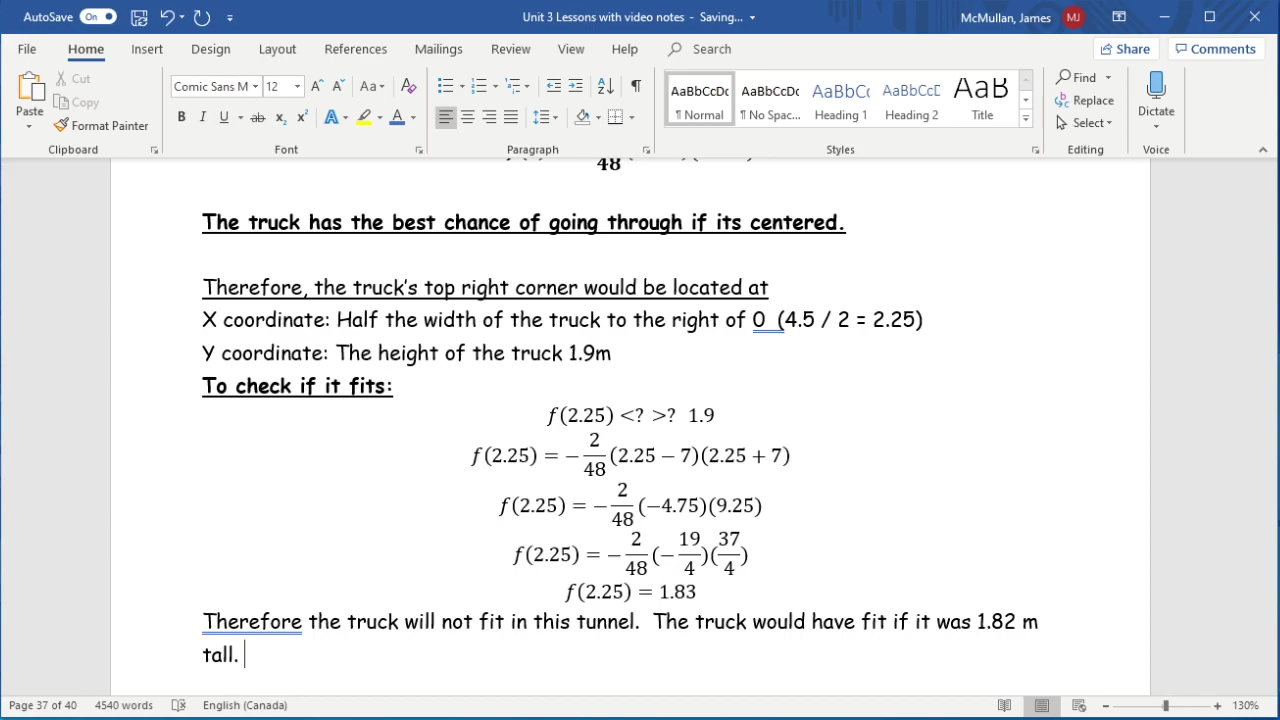 AutoSave On Unit 3 Lessons with video notes - Saving... McMullan, James MJ
File Home Insert Design Layout References Mailings Review View Help Search Share Comments
Paste
Cut
Copy
Format Painter
Clipboard
Comic Sans M 12
Font
Paragraph
AaBbCcDc AaBbCcDc AaBbCc AaBbCcD AaB
¶ Normal ¶ No Spac... Heading 1 Heading 2 Title
Styles
Find
Replace
Select
Editing
Dictate
Voice
48
The truck has the best chance of going through if its centered.
Therefore, the truck's top right corner would be located at
X coordinate: Half the width of the truck to the right of 0 (4.5 / 2 = 2.25)
Y coordinate: The height of the truck 1.9m
To check if it fits:
f(2.25) <? >? 1.9
f(2.25) = −2/48(2.25 − 7)(2.25 + 7)
f(2.25) = −2/48(−4.75)(9.25)
f(2.25) = −2/48(−19/4)(37/4)
f(2.25) = 1.83
Therefore the truck will not fit in this tunnel. The truck would have fit if it was 1.82 m
tall.
Page 37 of 40 4540 words English (Canada) 130%